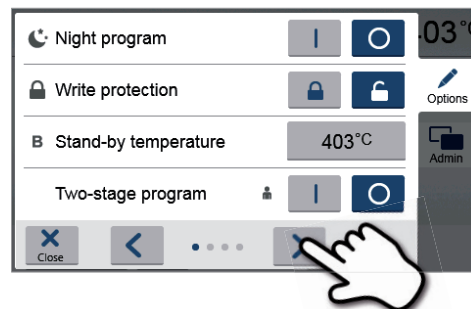 Night program
03°
Write protection
Options
B Stand-by temperature 403°C
Admin
Two-stage program
Close